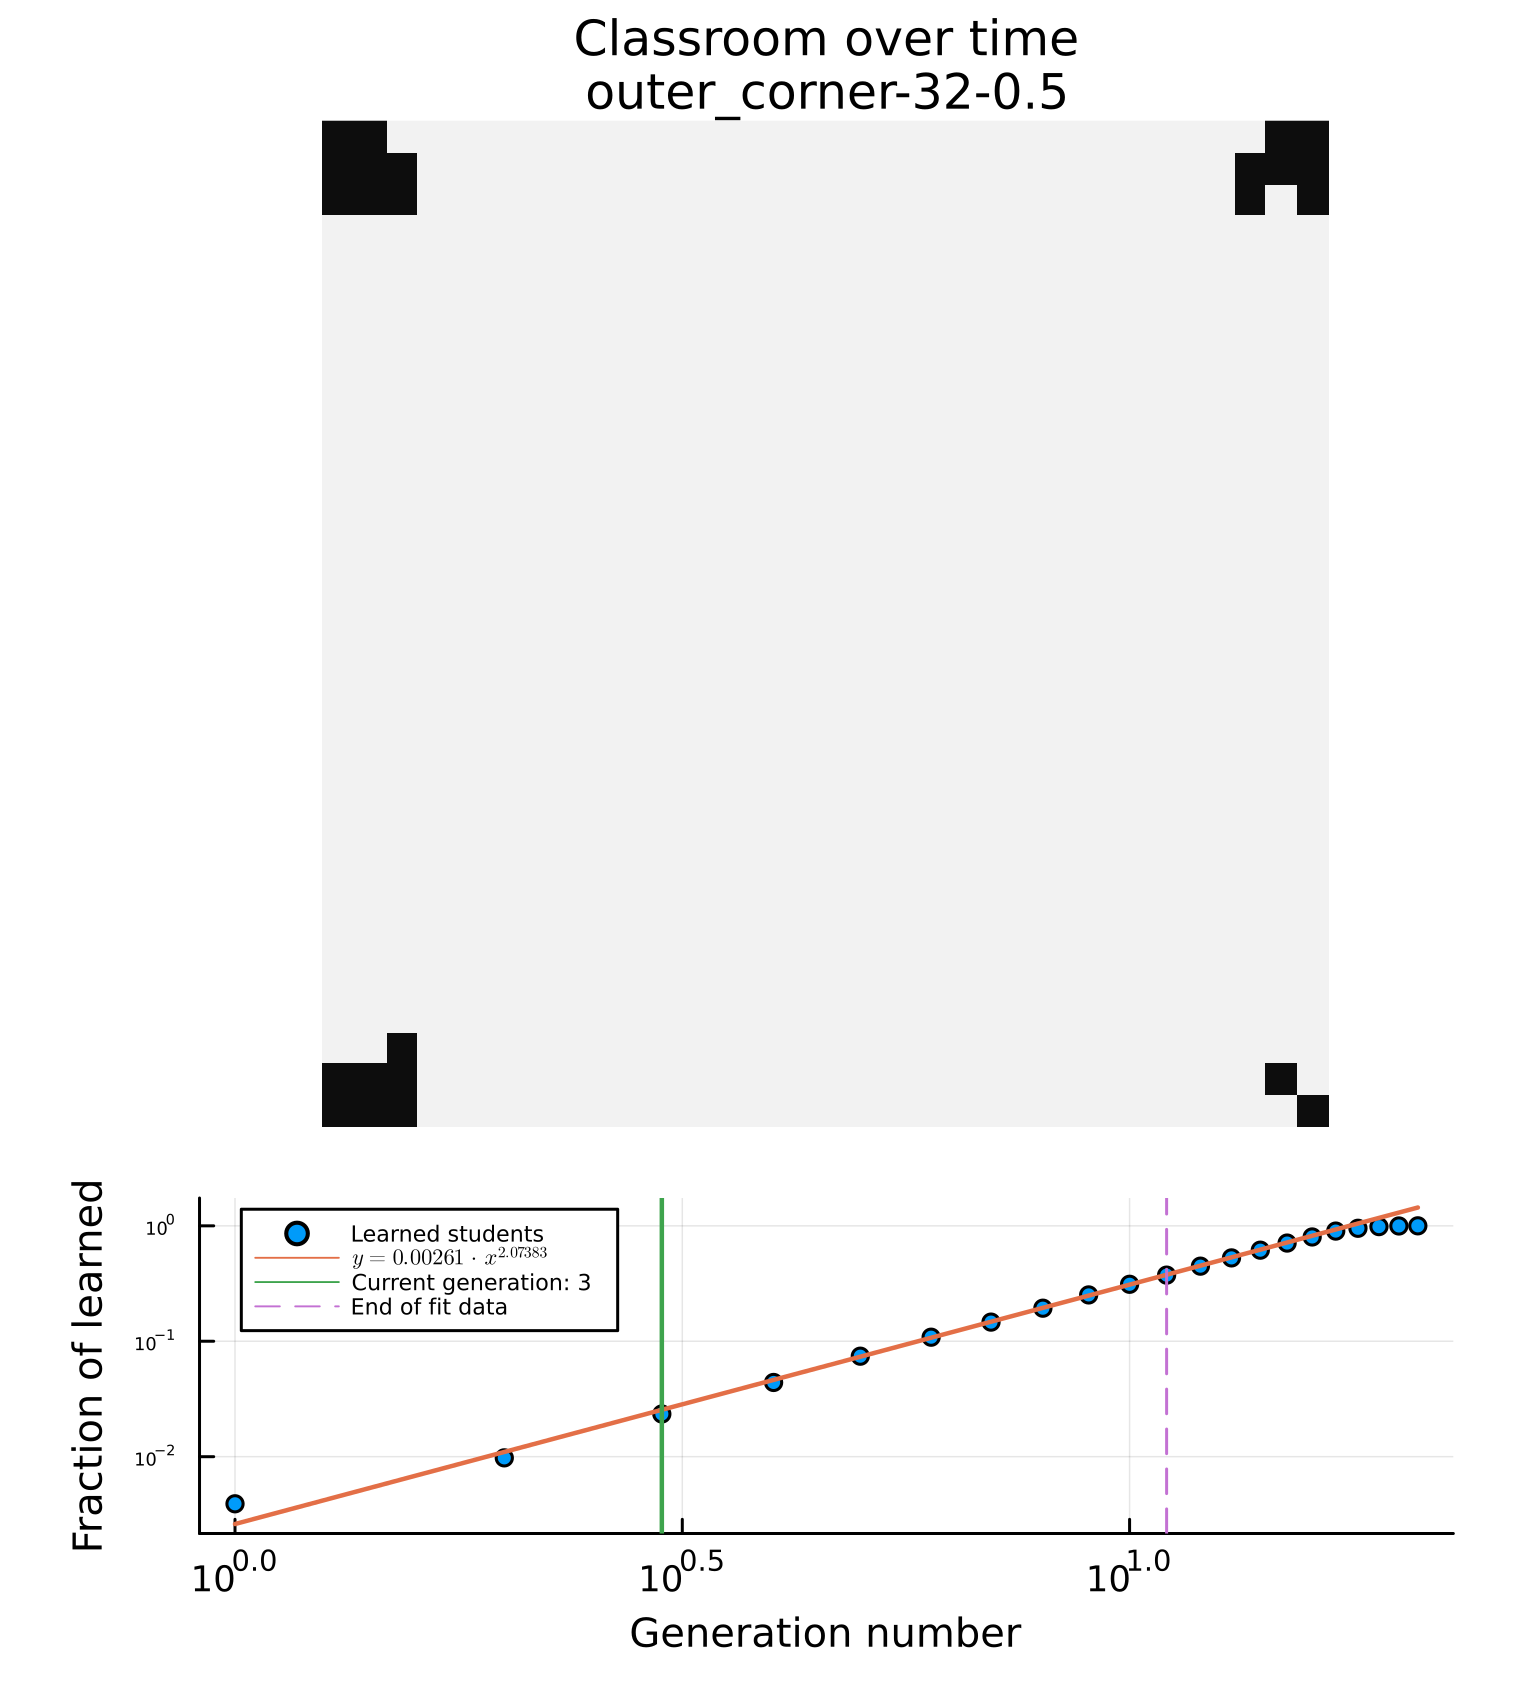 Classroom over time
outer_corner-32-0.5
Fraction of learned
10^0
10^−1
10^−2
Learned students
y = 0.00261 · x^2.07383
Current generation: 3
End of fit data
10^0.0
10^0.5
10^1.0
Generation number